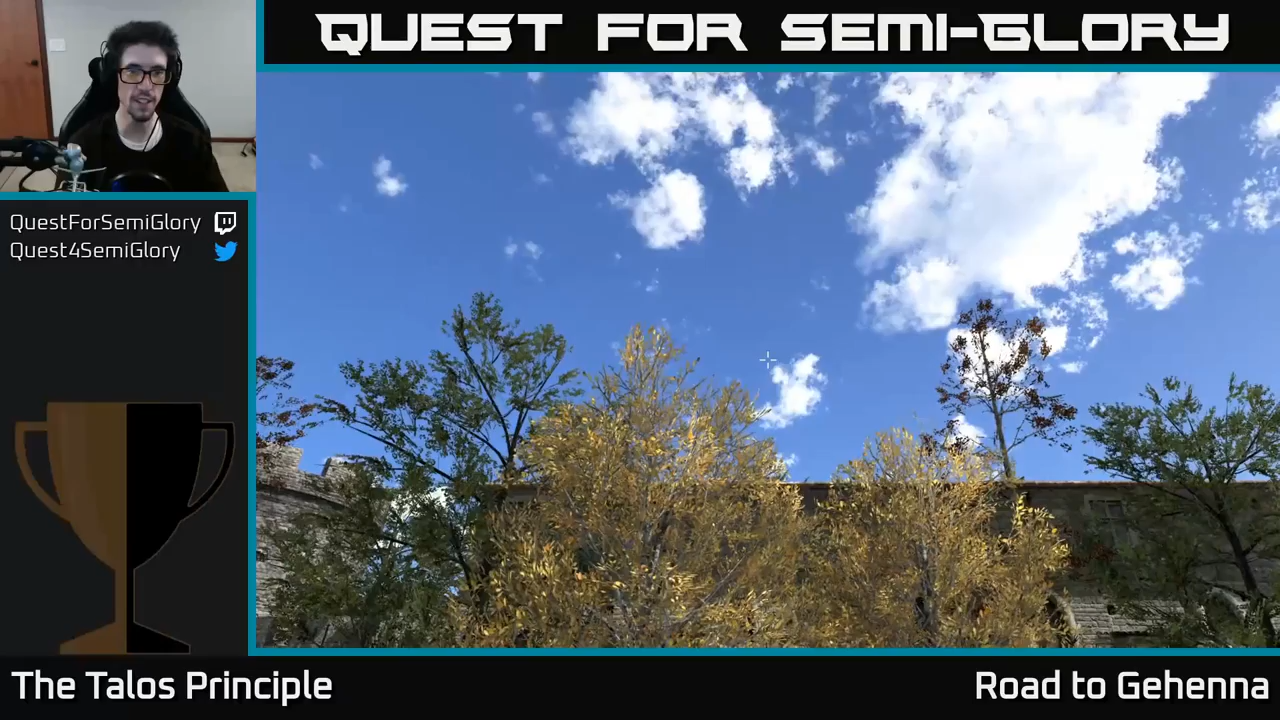 QUEST FOR SEMI-GLORY
QuestForSemiGlory
Quest4SemiGlory
The Talos Principle
Road to Gehenna